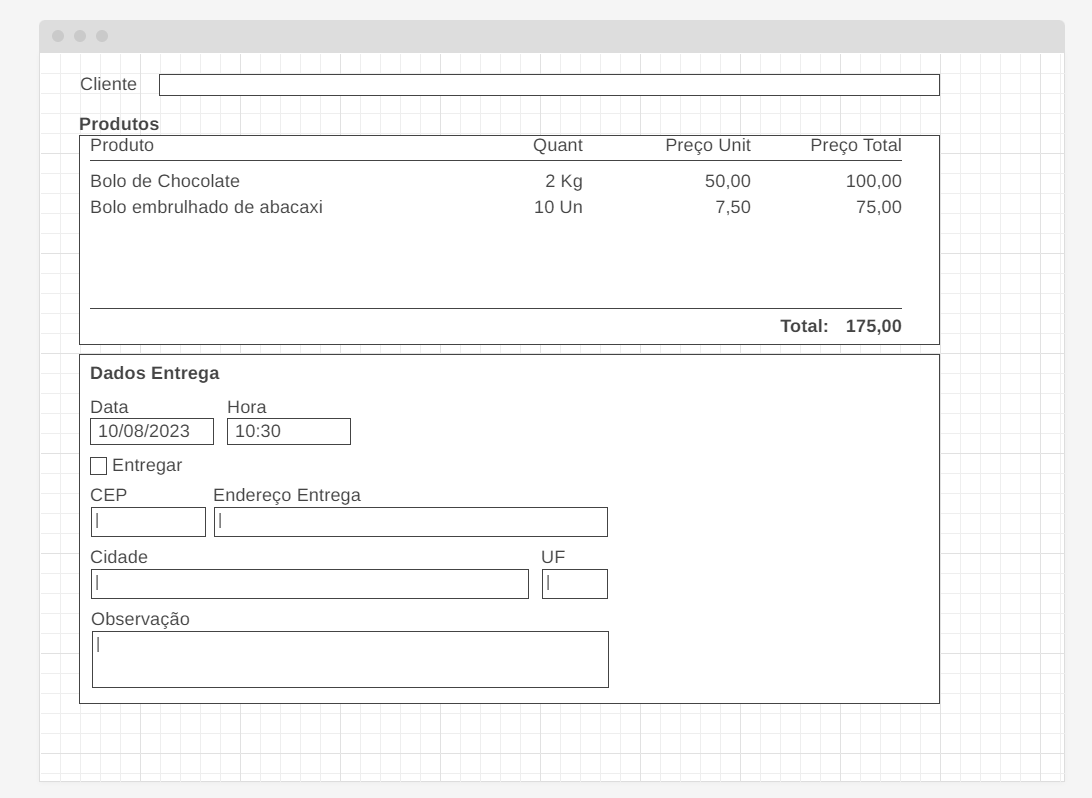 Cliente
Produtos
Produto Quant Preço Unit Preço Total
Bolo de Chocolate 2 Kg 50,00 100,00
Bolo embrulhado de abacaxi 10 Un 7,50 75,00
Total: 175,00
Dados Entrega
Data Hora
10/08/2023 10:30
Entregar
CEP Endereço Entrega
Cidade UF
Observação